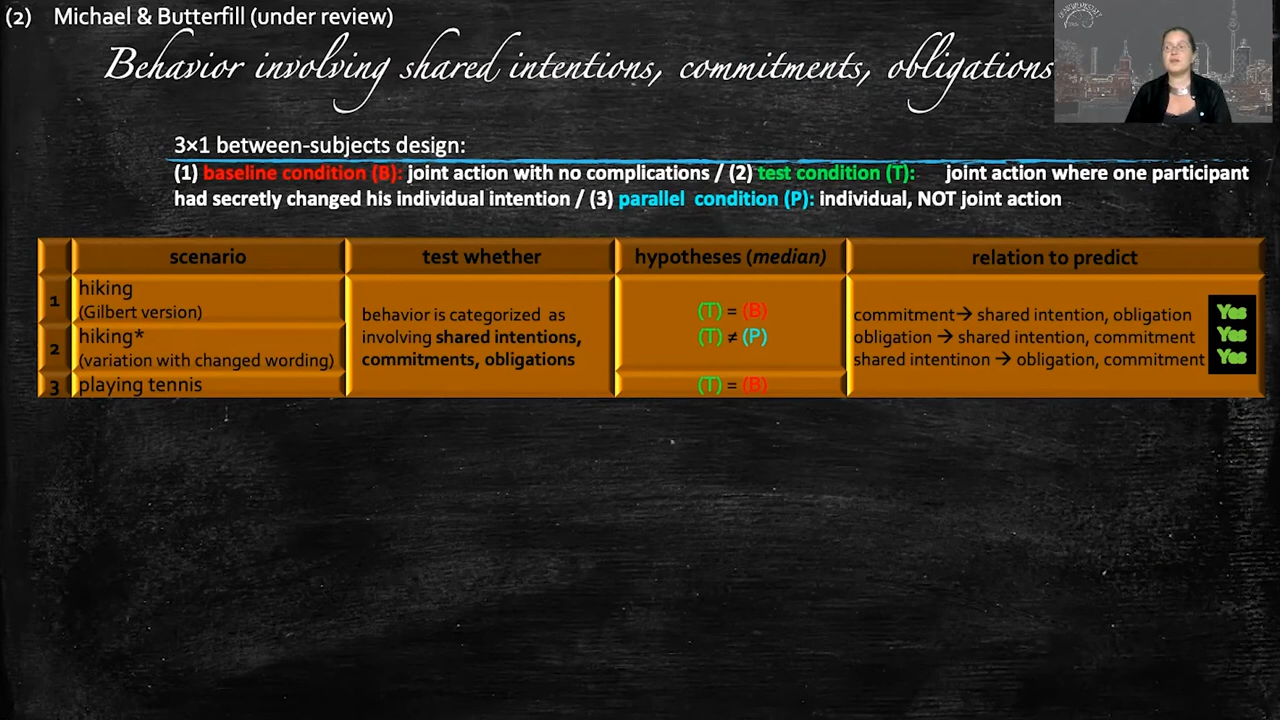 (2) Michael & Butterfill (under review)
Behavior involving shared intentions, commitments, obligations
3×1 between-subjects design:
(1) baseline condition (B): joint action with no complications / (2) test condition (T): joint action where one participant
had secretly changed his individual intention / (3) parallel condition (P): individual, NOT joint action
scenario test whether hypotheses (median) relation to predict
1
hiking
(Gilbert version)
2
hiking*
(variation with changed wording)
3 playing tennis
behavior is categorized as
involving shared intentions,
commitments, obligations
(T) = (B)
(T) ≠ (P)
(T) = (B)
commitment→ shared intention, obligation Yes
obligation → shared intention, commitment Yes
shared intentinon → obligation, commitment Yes